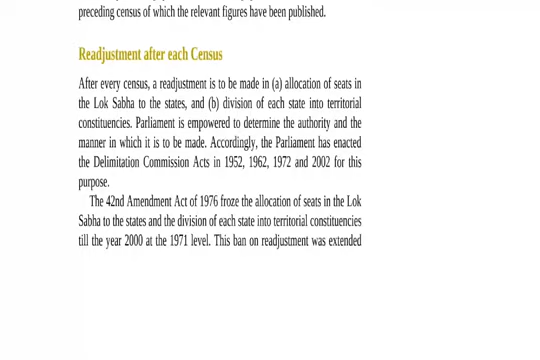 preceding census of which the relevant figures have been published.
Readjustment after each Census
After every census, a readjustment is to be made in (a) allocation of seats in
the Lok Sabha to the states, and (b) division of each state into territorial
constituencies. Parliament is empowered to determine the authority and the
manner in which it is to be made. Accordingly, the Parliament has enacted
the Delimitation Commission Acts in 1952, 1962, 1972 and 2002 for this
purpose.
The 42nd Amendment Act of 1976 froze the allocation of seats in the Lok
Sabha to the states and the division of each state into territorial constituencies
till the year 2000 at the 1971 level. This ban on readjustment was extended